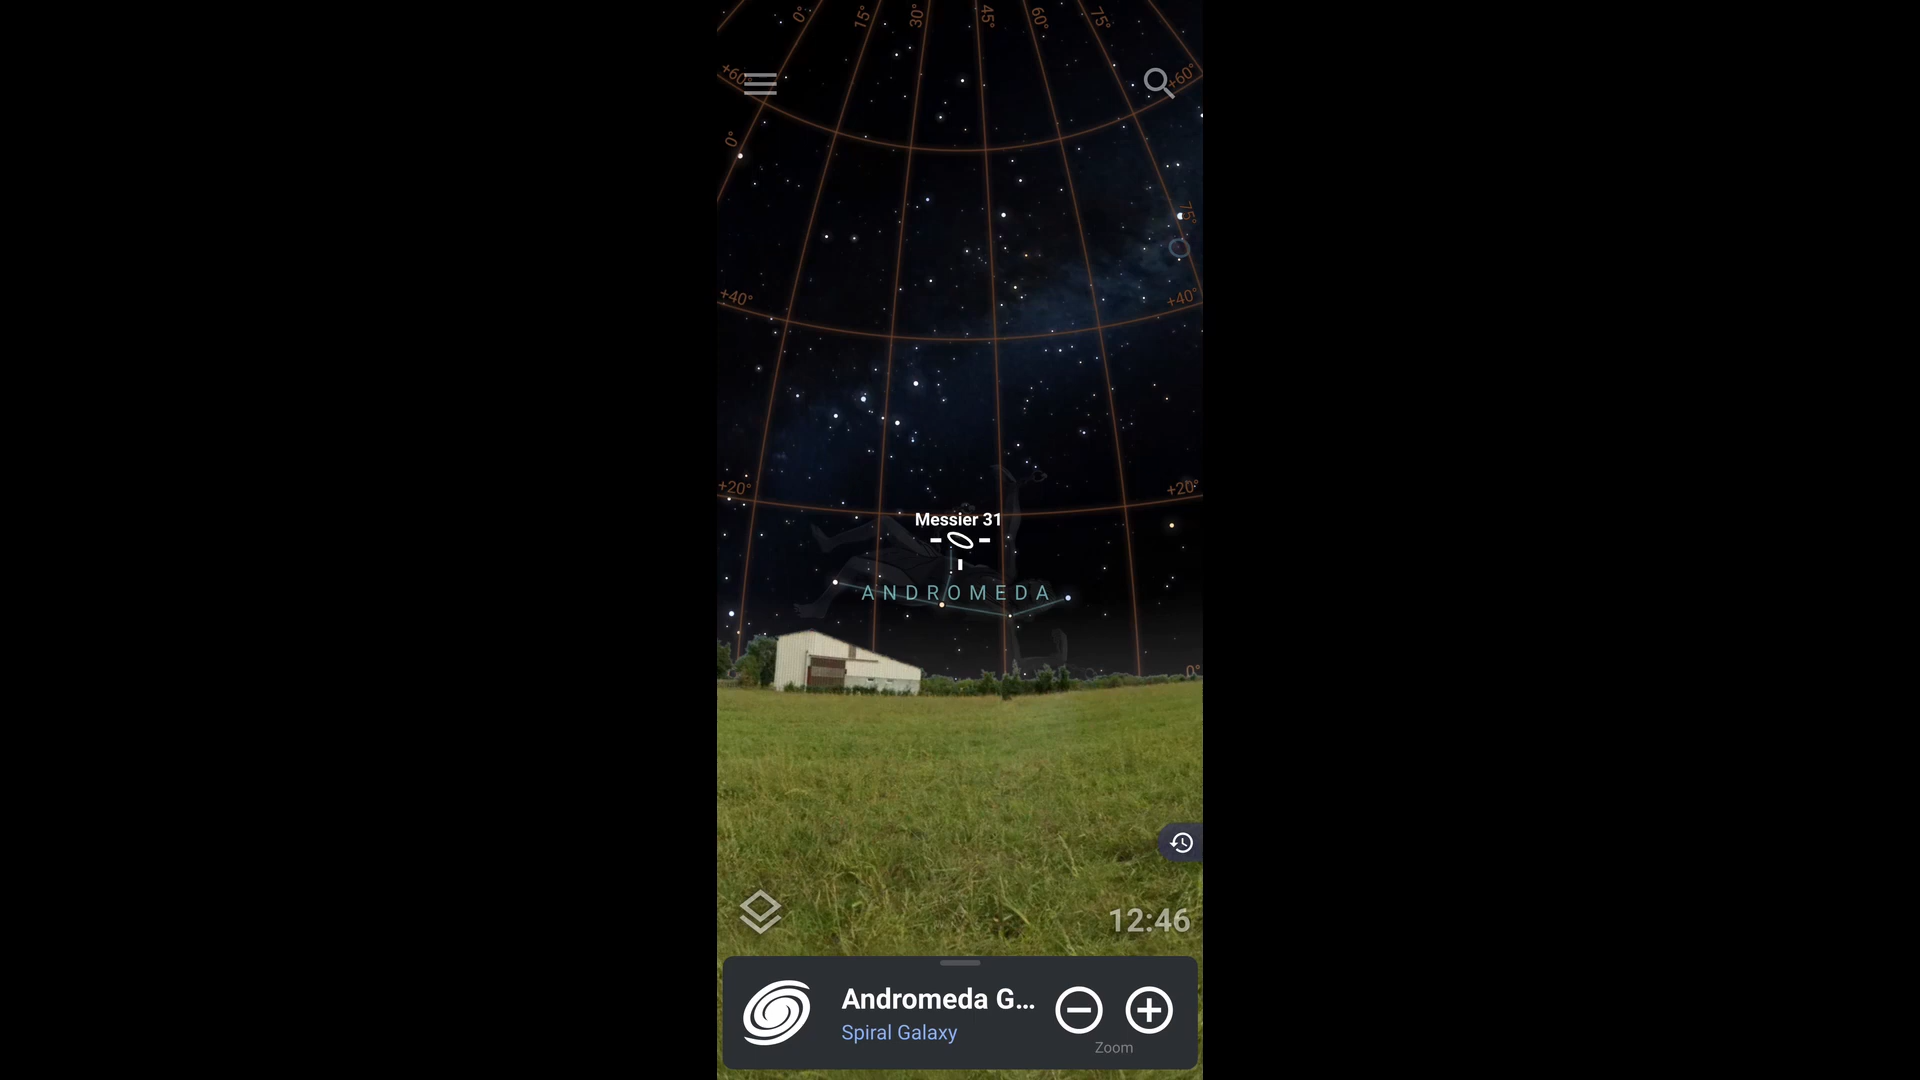 0° 15° 30° 45° 60° 75°
+60° +60°
0°
75°
+40° +40°
+20° +20°
Messier 31
ANDROMEDA
0°
12:46
Andromeda G...
Spiral Galaxy
Zoom